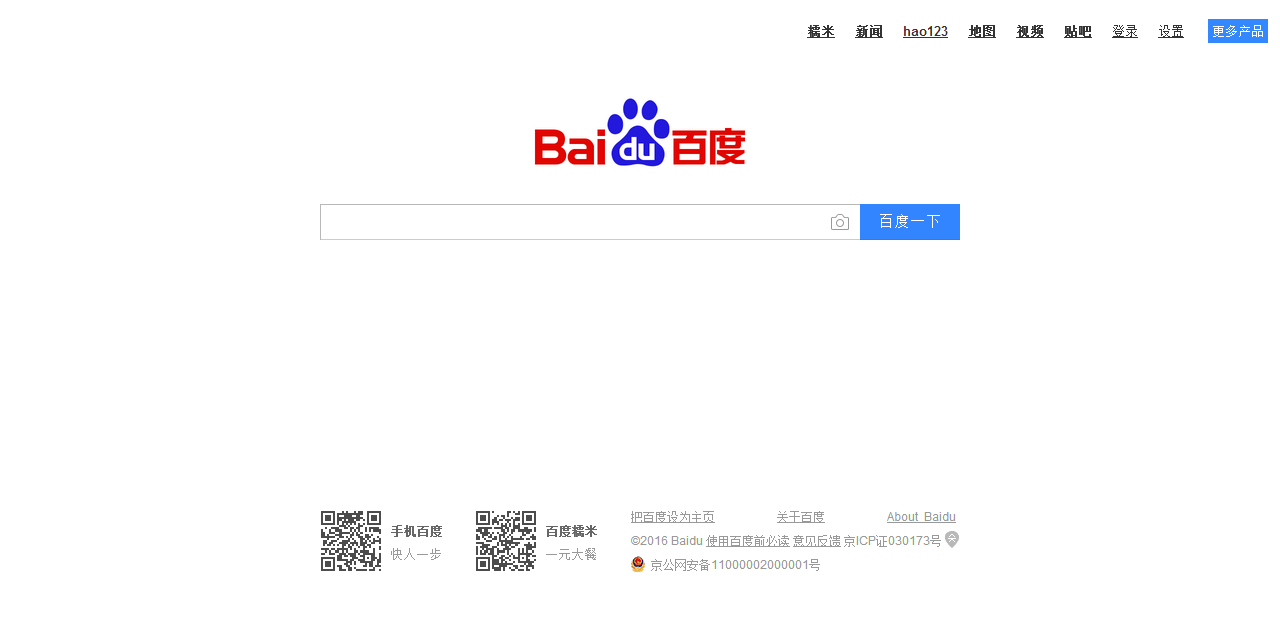 糯米 新闻 hao123 地图 视频 贴吧 登录 设置 更多产品
Bai du 百度
百度一下
手机百度
快人一步
百度糯米
一元大餐
把百度设为主页 关于百度 About Baidu
©2016 Baidu 使用百度前必读 意见反馈 京ICP证030173号
京公网安备11000002000001号